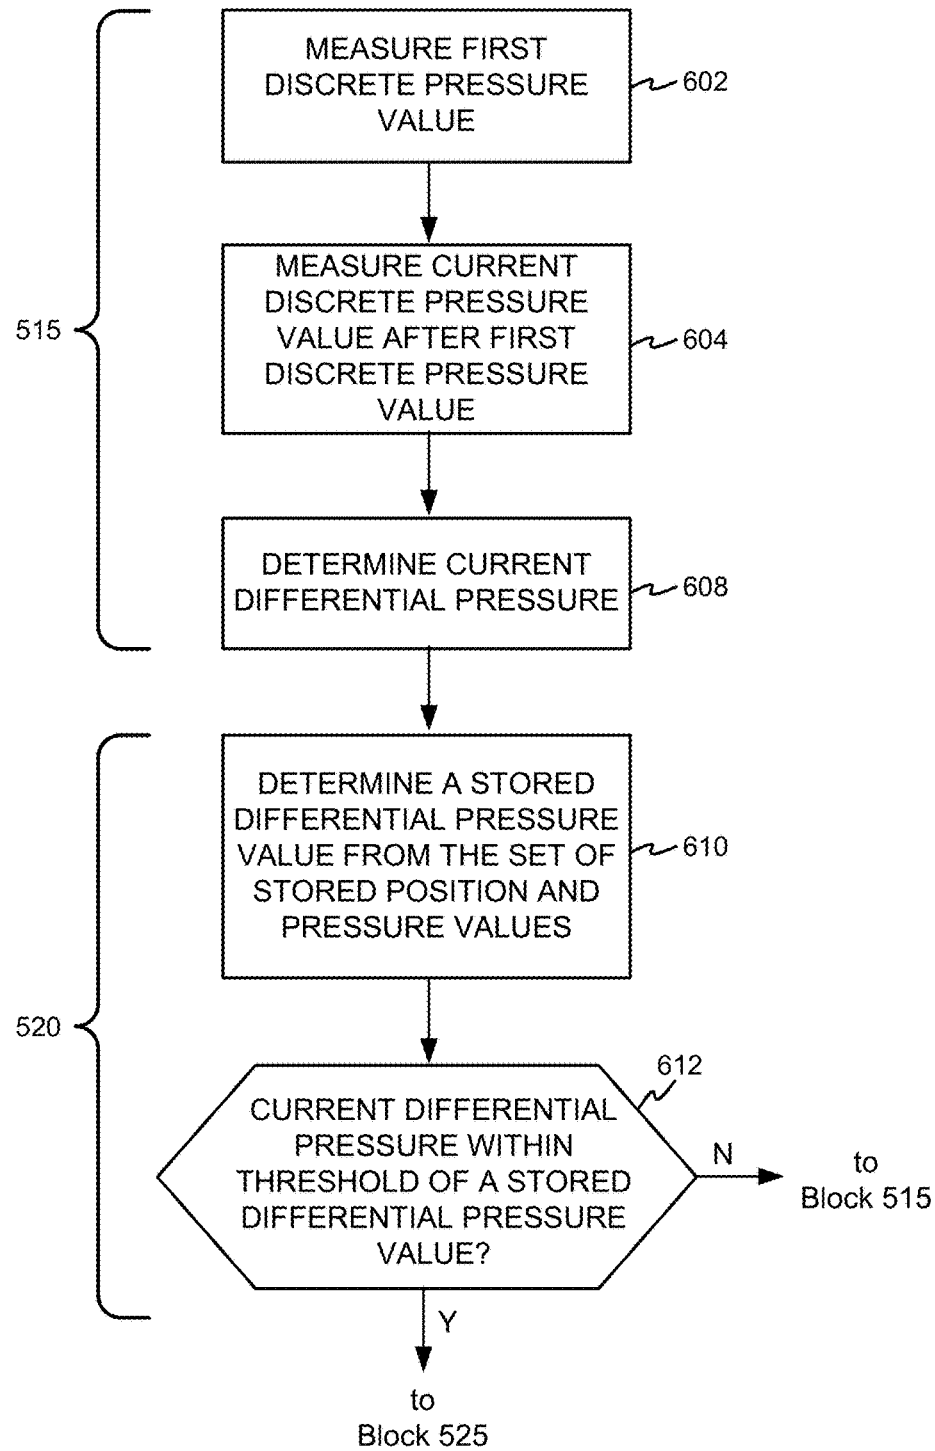 MEASURE FIRST
DISCRETE PRESSURE
VALUE
602
MEASURE CURRENT
DISCRETE PRESSURE
VALUE AFTER FIRST
DISCRETE PRESSURE
VALUE
604
515
DETERMINE CURRENT
DIFFERENTIAL PRESSURE
608
DETERMINE A STORED
DIFFERENTIAL PRESSURE
VALUE FROM THE SET OF
STORED POSITION AND
PRESSURE VALUES
610
520
612
CURRENT DIFFERENTIAL
PRESSURE WITHIN
THRESHOLD OF A STORED
DIFFERENTIAL PRESSURE
VALUE?
N
to
Block 515
Y
to
Block 525